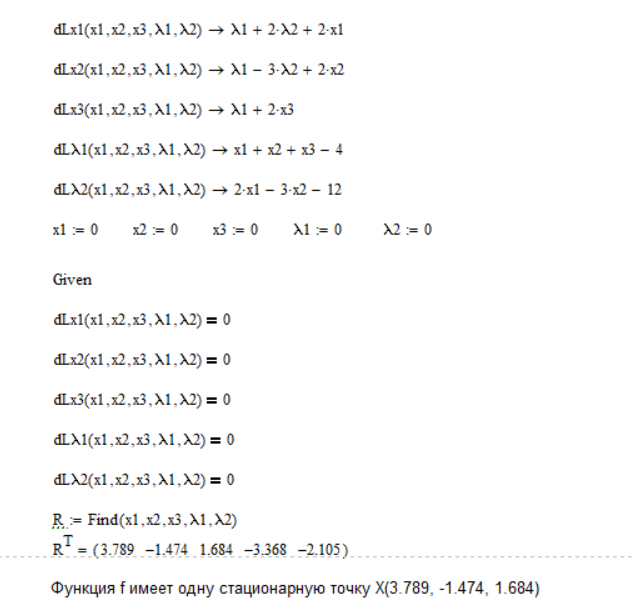 dLx1(x1,x2,x3,λ1,λ2) → λ1 + 2·λ2 + 2·x1
dLx2(x1,x2,x3,λ1,λ2) → λ1 − 3·λ2 + 2·x2
dLx3(x1,x2,x3,λ1,λ2) → λ1 + 2·x3
dLλ1(x1,x2,x3,λ1,λ2) → x1 + x2 + x3 − 4
dLλ2(x1,x2,x3,λ1,λ2) → 2·x1 − 3·x2 − 12
x1 := 0 x2 := 0 x3 := 0 λ1 := 0 λ2 := 0
Given
dLx1(x1,x2,x3,λ1,λ2) = 0
dLx2(x1,x2,x3,λ1,λ2) = 0
dLx3(x1,x2,x3,λ1,λ2) = 0
dLλ1(x1,x2,x3,λ1,λ2) = 0
dLλ2(x1,x2,x3,λ1,λ2) = 0
R := Find(x1,x2,x3,λ1,λ2)
R^T = (3.789 −1.474 1.684 −3.368 −2.105)
Функция f имеет одну стационарную точку X(3.789, -1.474, 1.684)